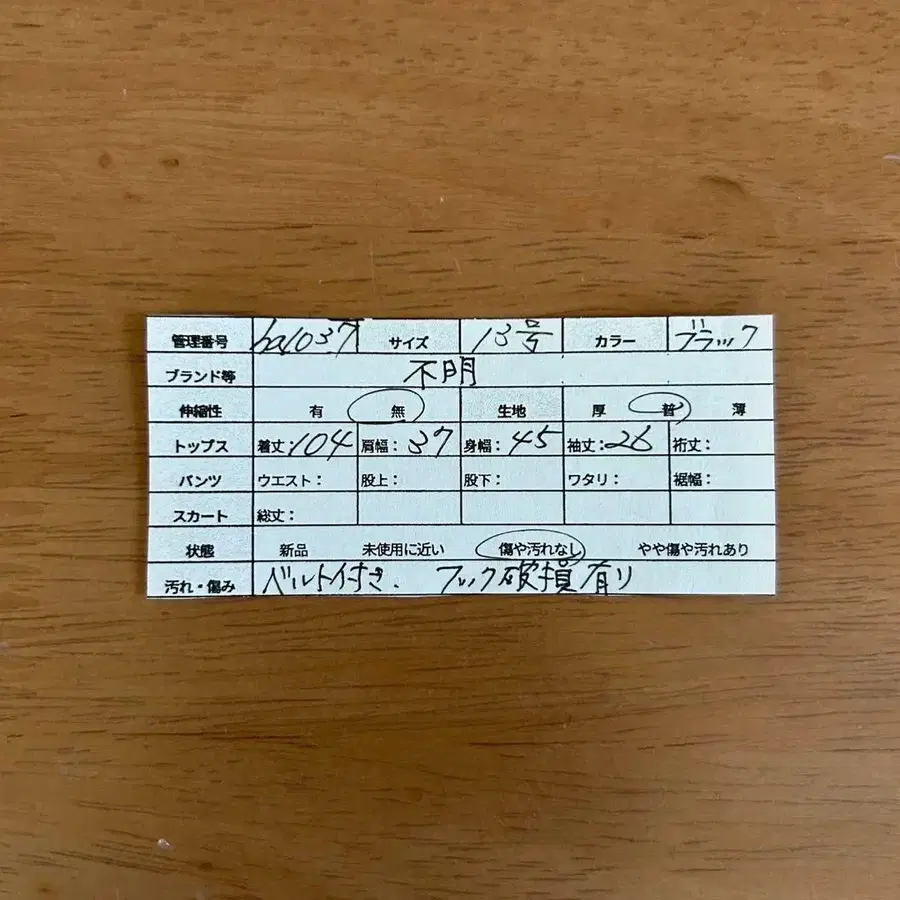 管理番号 ha1037 サイズ 13号 カラー ブラック
ブランド等 不明
伸縮性 有 無 生地 厚 普 薄
トップス 着丈:104 肩幅:37 身幅:45 袖丈:26 裄丈:
パンツ ウエスト: 股上: 股下: ワタリ: 裾幅:
スカート 総丈:
状態 新品 未使用に近い 傷や汚れなし やや傷や汚れあり
汚れ・傷み ベルト付き. フック破損有り